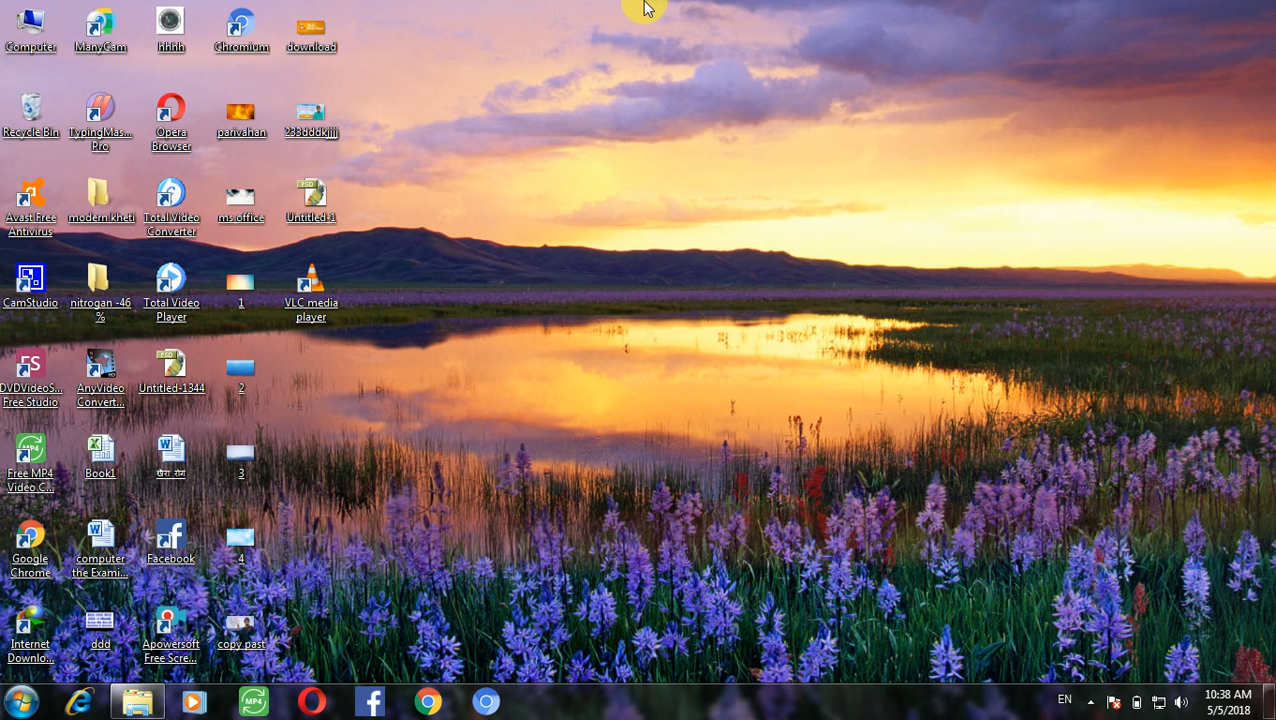 Computer
ManyCam
hhhh
Chromium
download
Recycle Bin
TypingMas...
Pro
Opera
Browser
parivahan
233dddkjjjj
Avast Free
Antivirus
modern kheti
Total Video
Converter
ms office
Untitled-1
CamStudio
nitrogan -46
%
Total Video
Player
1
VLC media
player
DVDVideoS...
Free Studio
AnyVideo
Convert...
Untitled-1344
2
Free MP4
Video C...
Book1
खैरा रोग
3
Google
Chrome
computer
the Exami...
Facebook
4
Internet
Downlo...
ddd
Apowersoft
Free Scre...
copy past
MP4
EN
10:38 AM
5/5/2018